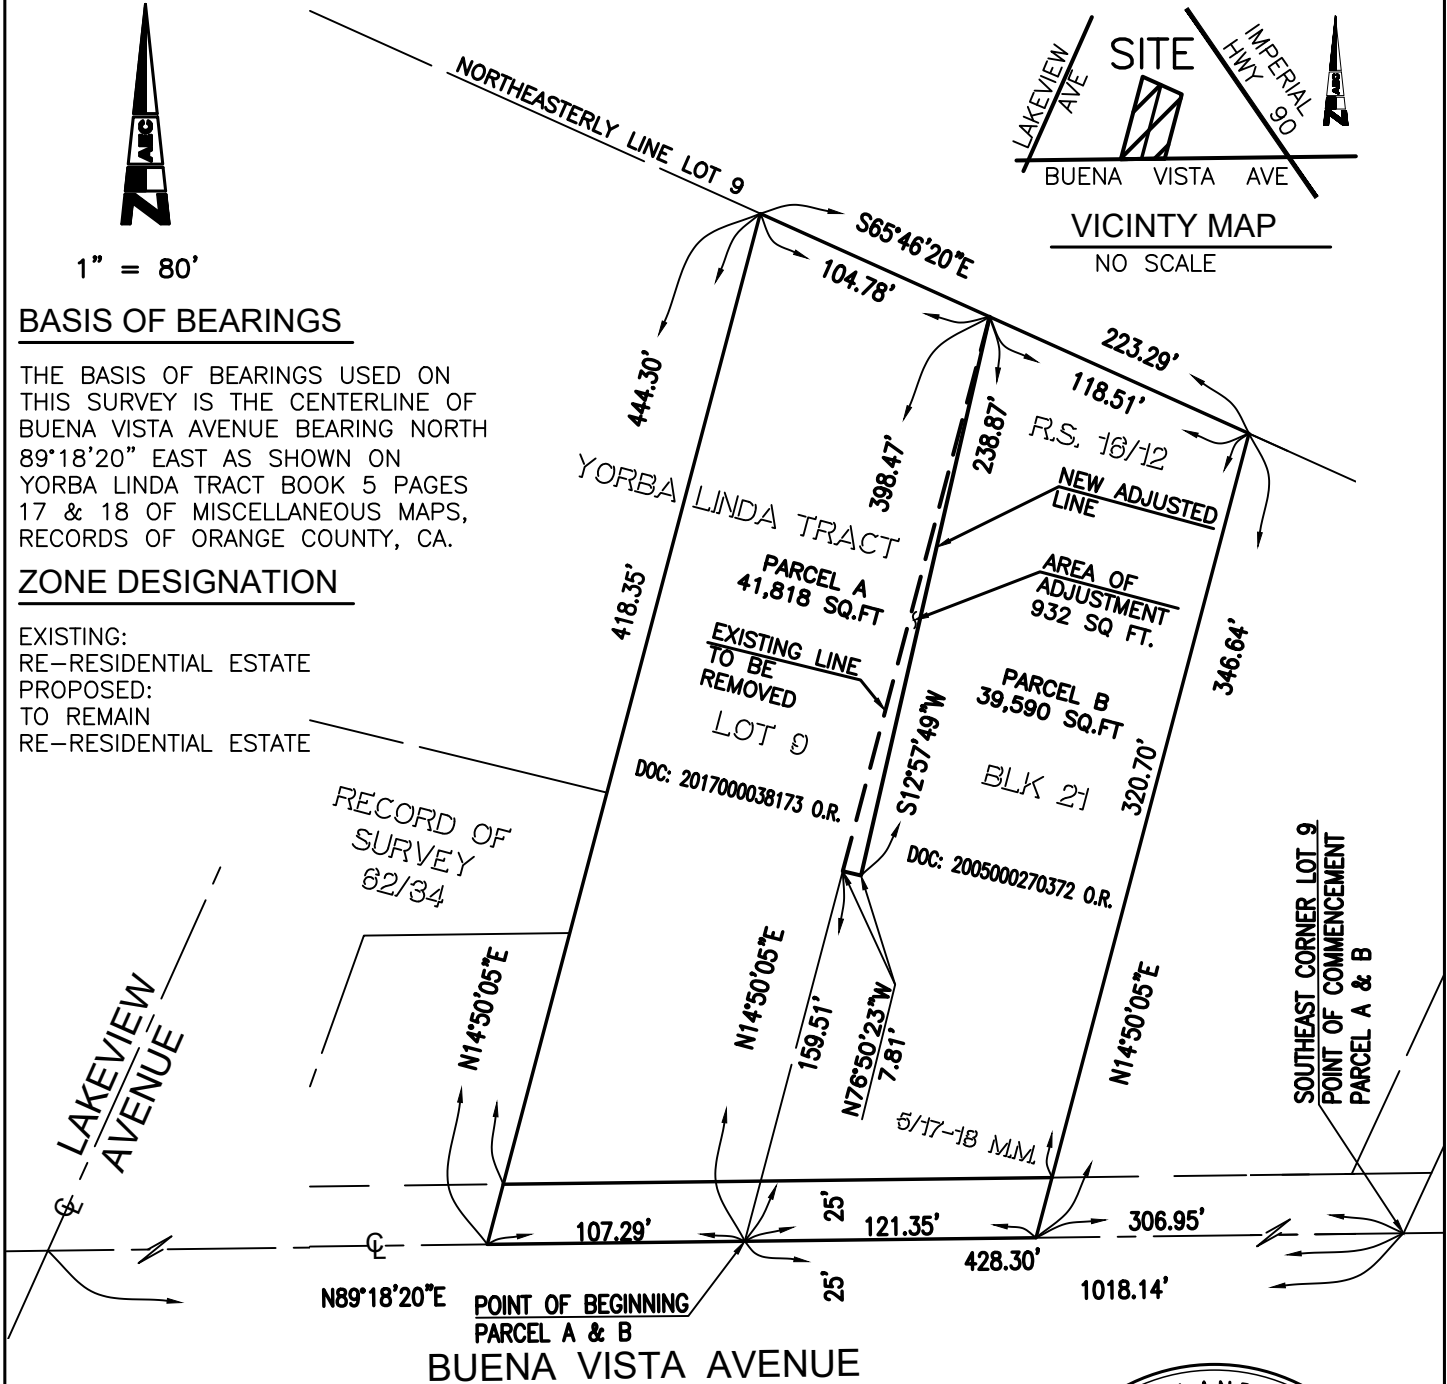 AEC
N
1" = 80'
BASIS OF BEARINGS
THE BASIS OF BEARINGS USED ON
THIS SURVEY IS THE CENTERLINE OF
BUENA VISTA AVENUE BEARING NORTH
89°18'20" EAST AS SHOWN ON
YORBA LINDA TRACT BOOK 5 PAGES
17 & 18 OF MISCELLANEOUS MAPS,
RECORDS OF ORANGE COUNTY, CA.
ZONE DESIGNATION
EXISTING:
RE-RESIDENTIAL ESTATE
PROPOSED:
TO REMAIN
RE-RESIDENTIAL ESTATE
LAKEVIEW
AVE
SITE
IMPERIAL
HWY 90
AEC
N
BUENA VISTA AVE
VICINTY MAP
NO SCALE
NORTHEASTERLY LINE LOT 9
S65°46'20"E
104.78'
223.29'
118.51'
444.30'
398.47'
238.87'
R.S. 16/12
NEW ADJUSTED
LINE
YORBA LINDA TRACT
PARCEL A
41,818 SQ.FT
AREA OF
ADJUSTMENT
932 SQ FT.
418.35'
346.64'
EXISTING LINE
TO BE
REMOVED
LOT 9
PARCEL B
39,590 SQ.FT
S12°57'49"W
BLK 21
320.70'
DOC: 2017000038173 O.R.
DOC: 2005000270372 O.R.
RECORD OF
SURVEY
62/34
SOUTHEAST CORNER LOT 9
POINT OF COMMENCEMENT
PARCEL A & B
LAKEVIEW
AVENUE
N14°50'05"E
N14°50'05"E
159.51'
N76°50'23"W
7.81'
N14°50'05"E
5/17-18 M.M.
CL
CL
107.29'
25'
121.35'
306.95'
428.30'
25'
1018.14'
N89°18'20"E
POINT OF BEGINNING
PARCEL A & B
BUENA VISTA AVENUE
LAND